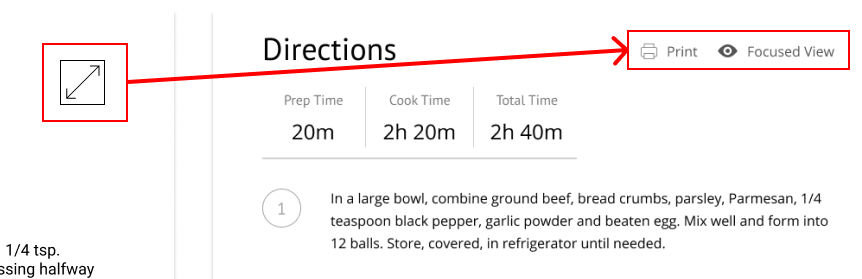 Directions
Print
Focused View
Prep Time
Cook Time
Total Time
20m
2h 20m
2h 40m
1
In a large bowl, combine ground beef, bread crumbs, parsley, Parmesan, 1/4
teaspoon black pepper, garlic powder and beaten egg. Mix well and form into
12 balls. Store, covered, in refrigerator until needed.
1/4 tsp.
ssing halfway